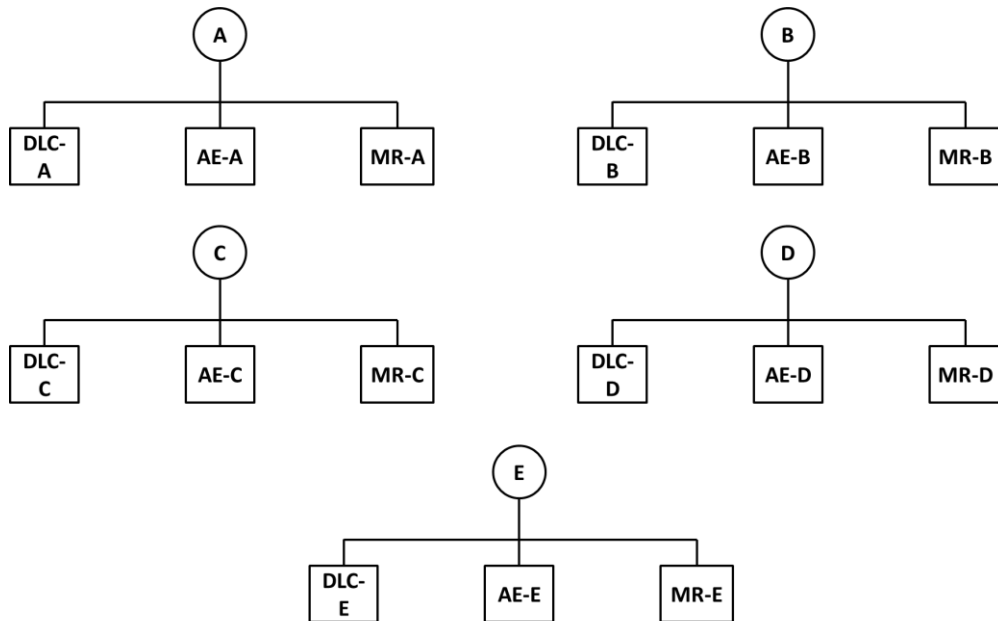 A
B
DLC-
A
AE-A
MR-A
DLC-
B
AE-B
MR-B
C
D
DLC-
C
AE-C
MR-C
DLC-
D
AE-D
MR-D
E
DLC-
E
AE-E
MR-E